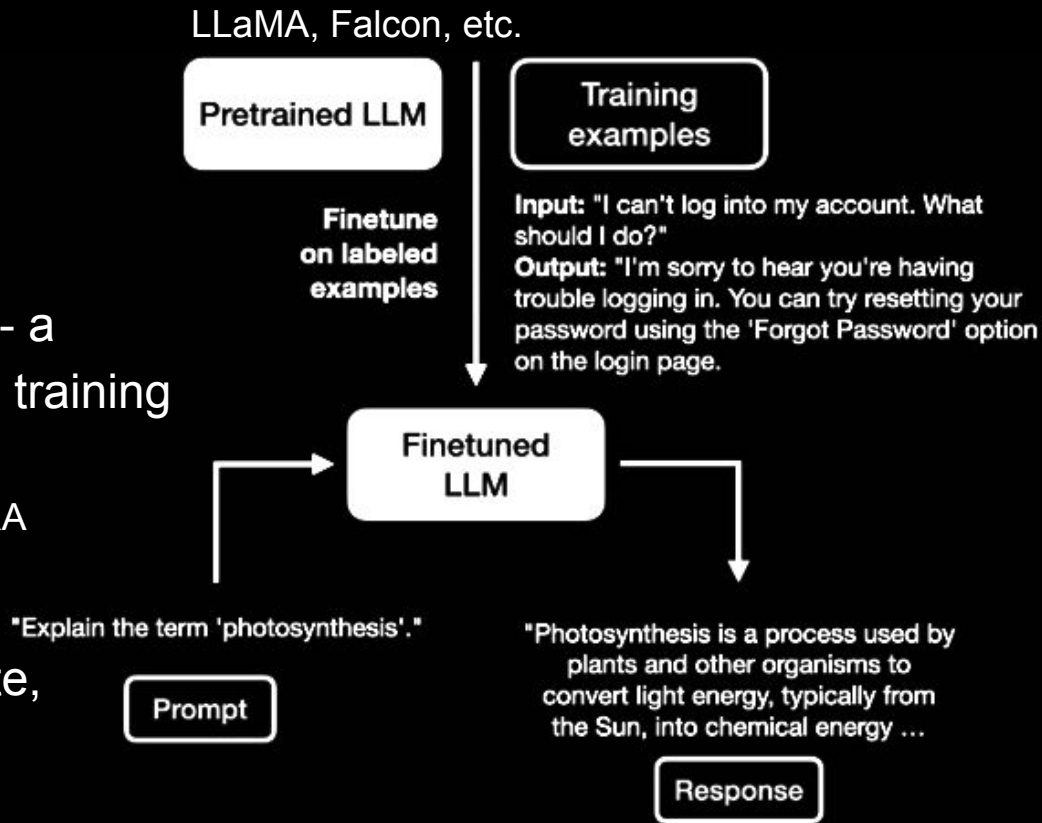 LLaMA, Falcon, etc.
Pretrained LLM
Training
examples
Finetune
on labeled
examples
Input: "I can't log into my account. What
should I do?"
Output: "I'm sorry to hear you're having
trouble logging in. You can try resetting your
password using the 'Forgot Password' option
on the login page.
- a
training
Finetuned
LLM
"Explain the term 'photosynthesis'."
Prompt
"Photosynthesis is a process used by
plants and other organisms to
convert light energy, typically from
the Sun, into chemical energy ...
Response